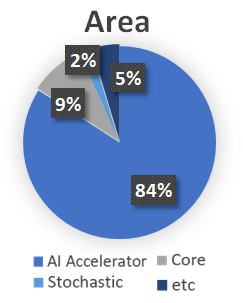 Area
2%
5%
9%
84%
AI Accelerator
Core
Stochastic
etc